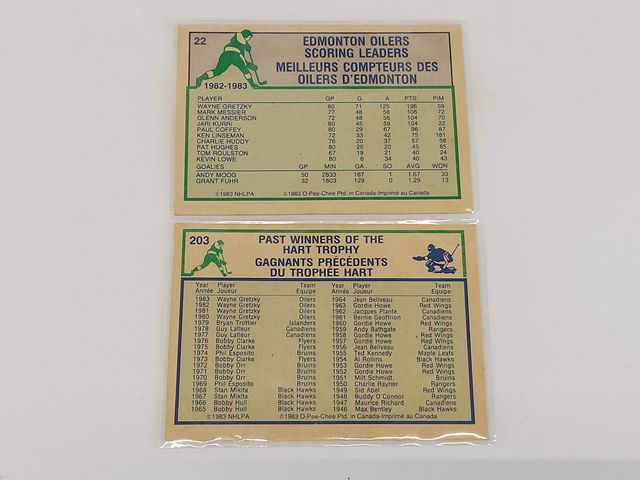 22
EDMONTON OILERS
SCORING LEADERS
MEILLEURS COMPTEURS DES
OILERS D'EDMONTON
1982-1983
PLAYER GP G A PTS PIM
WAYNE GRETZKY 80 71 125 196 59
MARK MESSIER 77 48 58 106 72
GLENN ANDERSON 72 48 56 104 70
JARI KURRI 80 45 59 104 22
PAUL COFFEY 80 29 67 96 87
KEN LINSEMAN 72 33 42 75 181
CHARLIE HUDDY 76 20 37 57 58
PAT HUGHES 80 25 20 45 85
TOM ROULSTON 67 19 21 40 24
KEVIN LOWE 80 6 34 40 43
GOALIES GP MIN GA SO AVG WON
ANDY MOOG 50 2833 167 1 33
GRANT FUHR 32 1803 129 0 1.29 13
©1983 NHLPA ©1983 O-Pee-Chee Ptd. in Canada-Imprimé au Canada
203
PAST WINNERS OF THE
HART TROPHY
GAGNANTS PRÉCÉDENTS
DU TROPHÉE HART
Year Player Team Year Player Team
Année Joueur Equipe Année Joueur Equipe
1983 Wayne Gretzky Oilers 1964 Jean Beliveau Canadiens
1982 Wayne Gretzky Oilers 1963 Gordie Howe Red Wings
1981 Wayne Gretzky Oilers 1962 Jacques Plante Canadiens
1980 Wayne Gretzky Oilers 1961 Bernie Geoffrion Canadiens
1979 Bryan Trottier Islanders 1960 Gordie Howe Red Wings
1978 Guy Lafleur Canadiens 1959 Andy Bathgate Rangers
1977 Guy Lafleur Canadiens 1958 Gordie Howe Red Wings
1976 Bobby Clarke Flyers 1957 Gordie Howe Red Wings
1975 Bobby Clarke Flyers 1956 Jean Beliveau Canadiens
1974 Phil Esposito Bruins 1955 Ted Kennedy Maple Leafs
1973 Bobby Clarke Flyers 1954 Al Rollins Black Hawks
1972 Bobby Orr Bruins 1953 Gordie Howe Red Wings
1971 Bobby Orr Bruins 1952 Gordie Howe Red Wings
1970 Bobby Orr Bruins 1951 Milt Schmidt Bruins
1969 Phil Esposito Bruins 1950 Charlie Rayner Rangers
1968 Stan Mikita Black Hawks 1949 Sid Abel Red Wings
1967 Stan Mikita Black Hawks 1948 Buddy O'Connor Rangers
1966 Bobby Hull Black Hawks 1947 Maurice Richard Canadiens
1965 Bobby Hull Black Hawks 1946 Max Bentley Black Hawks
©1983 NHLPA ©1983 O-Pee-Chee Ptd. in Canada-Imprimé au Canada